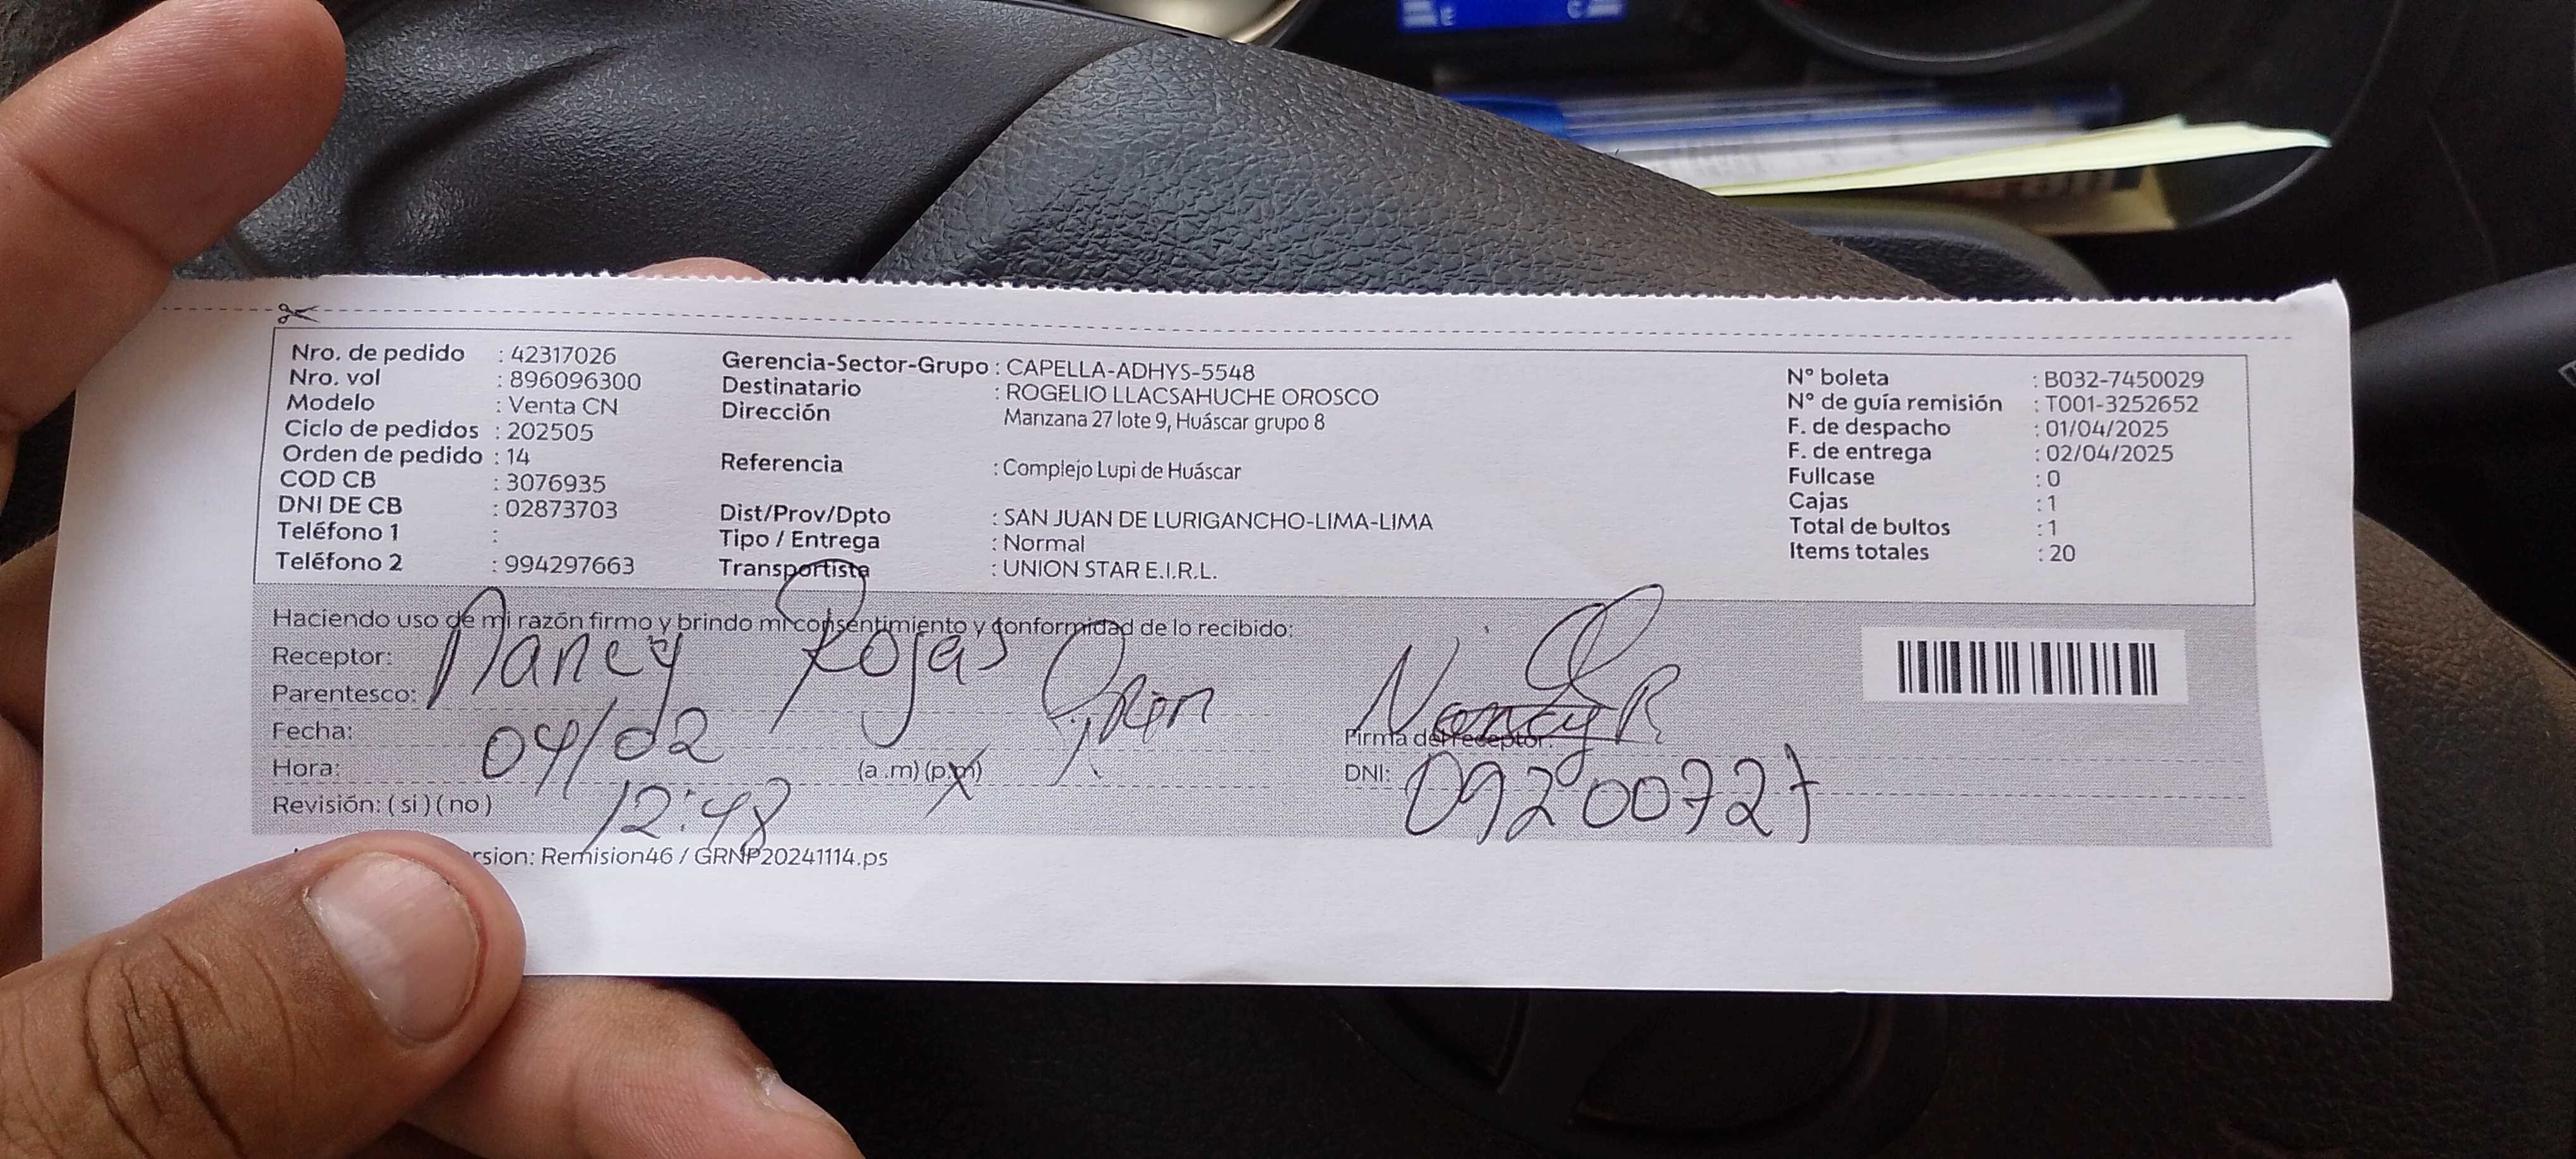 Nro. de pedido : 42317026
Nro. vol : 896096300
Modelo : Venta CN
Ciclo de pedidos : 202505
Orden de pedido : 14
COD CB : 3076935
DNI DE CB : 02873703
Teléfono 1 :
Teléfono 2 : 994297663
Gerencia-Sector-Grupo : CAPELLA-ADHYS-5548
Destinatario : ROGELIO LLACSAHUCHE OROSCO
Dirección Manzana 27 lote 9, Huáscar grupo 8
Referencia : Complejo Lupi de Huáscar
Dist/Prov/Dpto : SAN JUAN DE LURIGANCHO-LIMA-LIMA
Tipo / Entrega : Normal
Transportista : UNION STAR E.I.R.L.
N° boleta : B032-7450029
N° de guía remisión : T001-3252652
F. de despacho : 01/04/2025
F. de entrega : 02/04/2025
Fullcase : 0
Cajas : 1
Total de bultos : 1
Items totales : 20
Haciendo uso de mi razón firmo y brindo mi consentimiento y conformidad de lo recibido:
Receptor: Nancy Rojas
Parentesco:
Fecha: 04/02
Hora: 12:48 (a.m) (p.m)
Revisión: ( si ) ( no )
Nancy R
Firma del receptor:
DNI: 09200727
rsion: Remision46 / GRNP20241114.ps